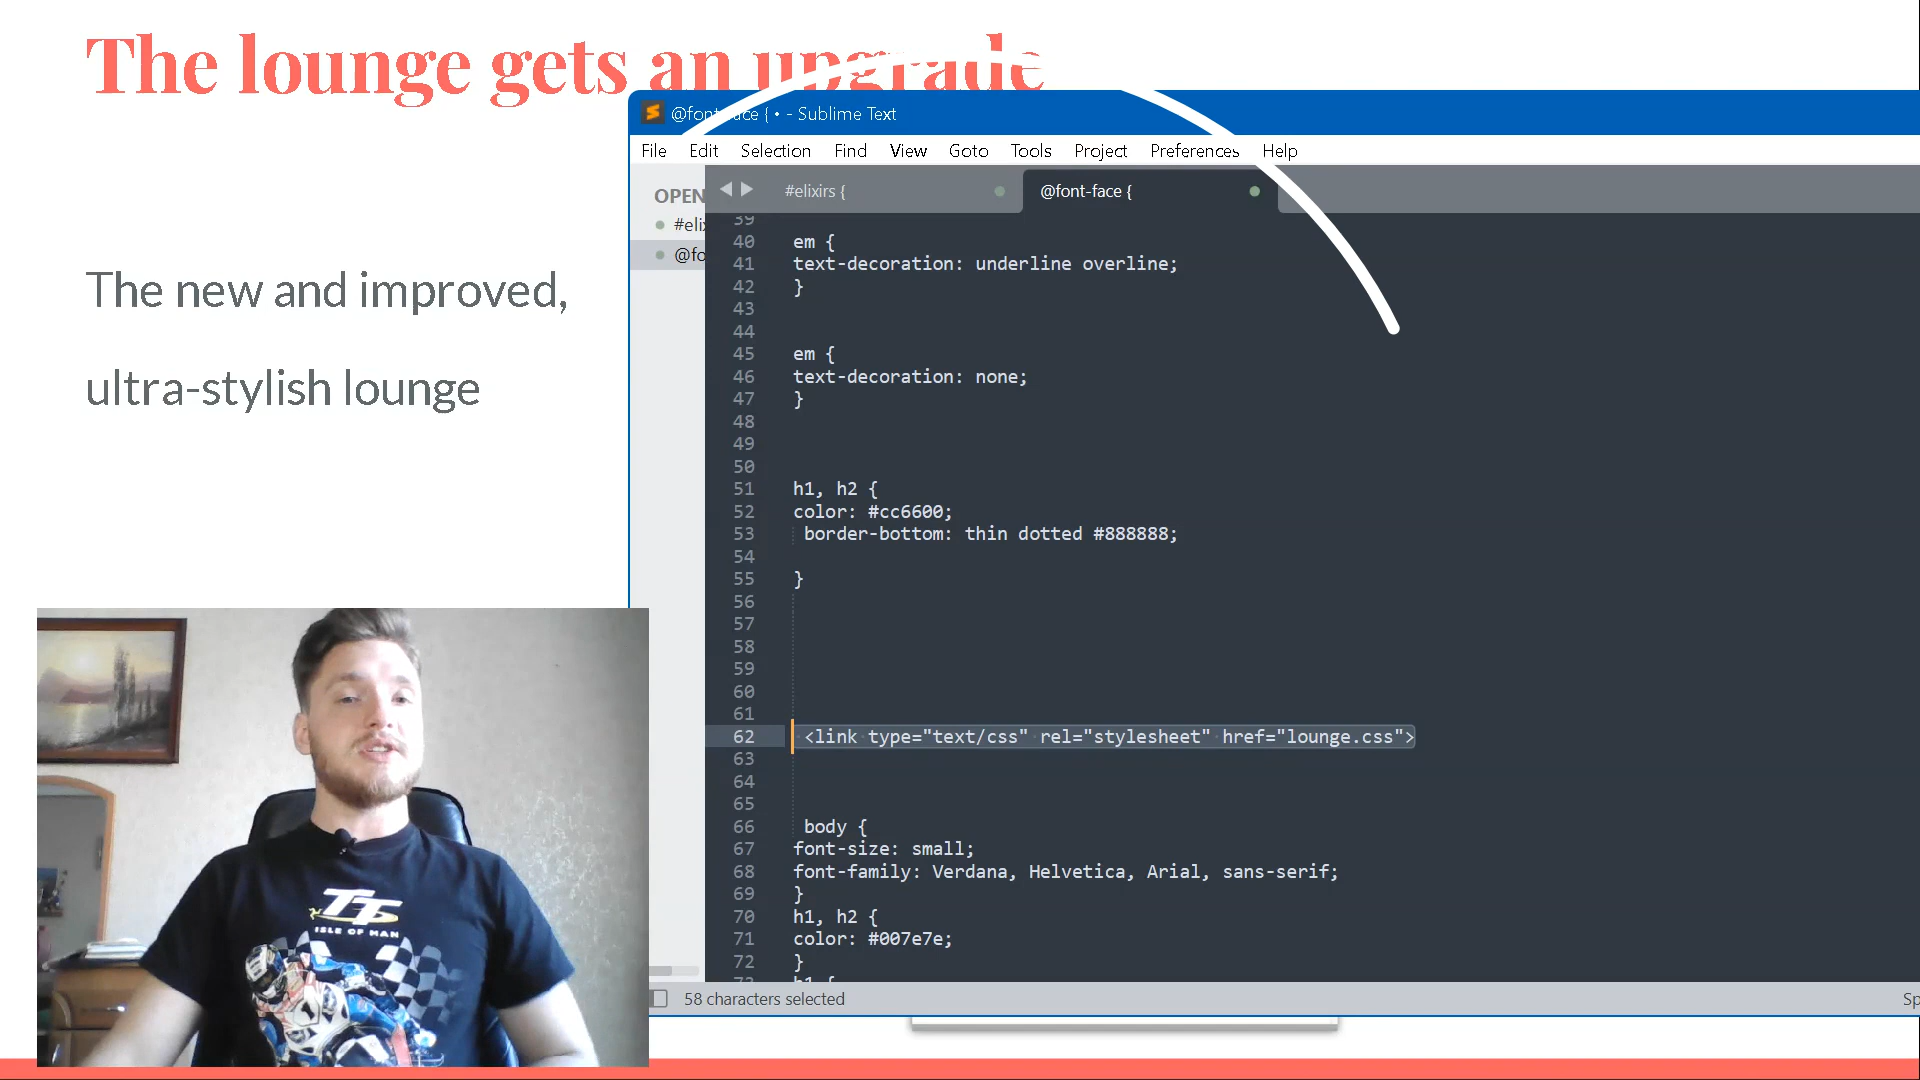 The lounge gets an upgrade
The new and improved,
ultra-stylish lounge
- Sublime Text
File Edit Selection Find View Goto Tools Project Preferences Help
#elixirs {
@font-face {
39
40 em {
41 text-decoration: underline overline;
42 }
43
44
45 em {
46 text-decoration: none;
47 }
48
49
50
51 h1, h2 {
52 color: #cc6600;
53 border-bottom: thin dotted #888888;
54
55 }
56
57
58
59
60
61
62 <link type="text/css" rel="stylesheet" href="lounge.css">
63
64
65
66 body {
67 font-size: small;
68 font-family: Verdana, Helvetica, Arial, sans-serif;
69 }
70 h1, h2 {
71 color: #007e7e;
72 }
58 characters selected
TT
ISLE OF MAN